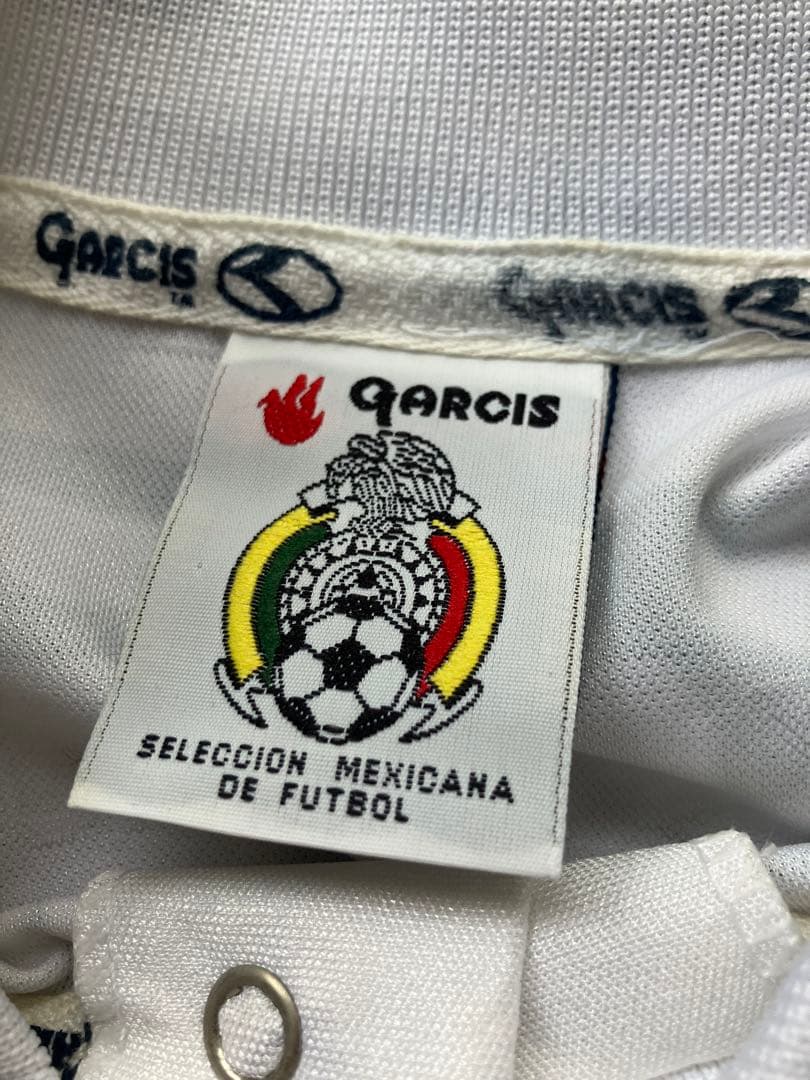 GARCIS
GARCIS
GARCIS
SELECCION MEXICANA
DE FUTBOL